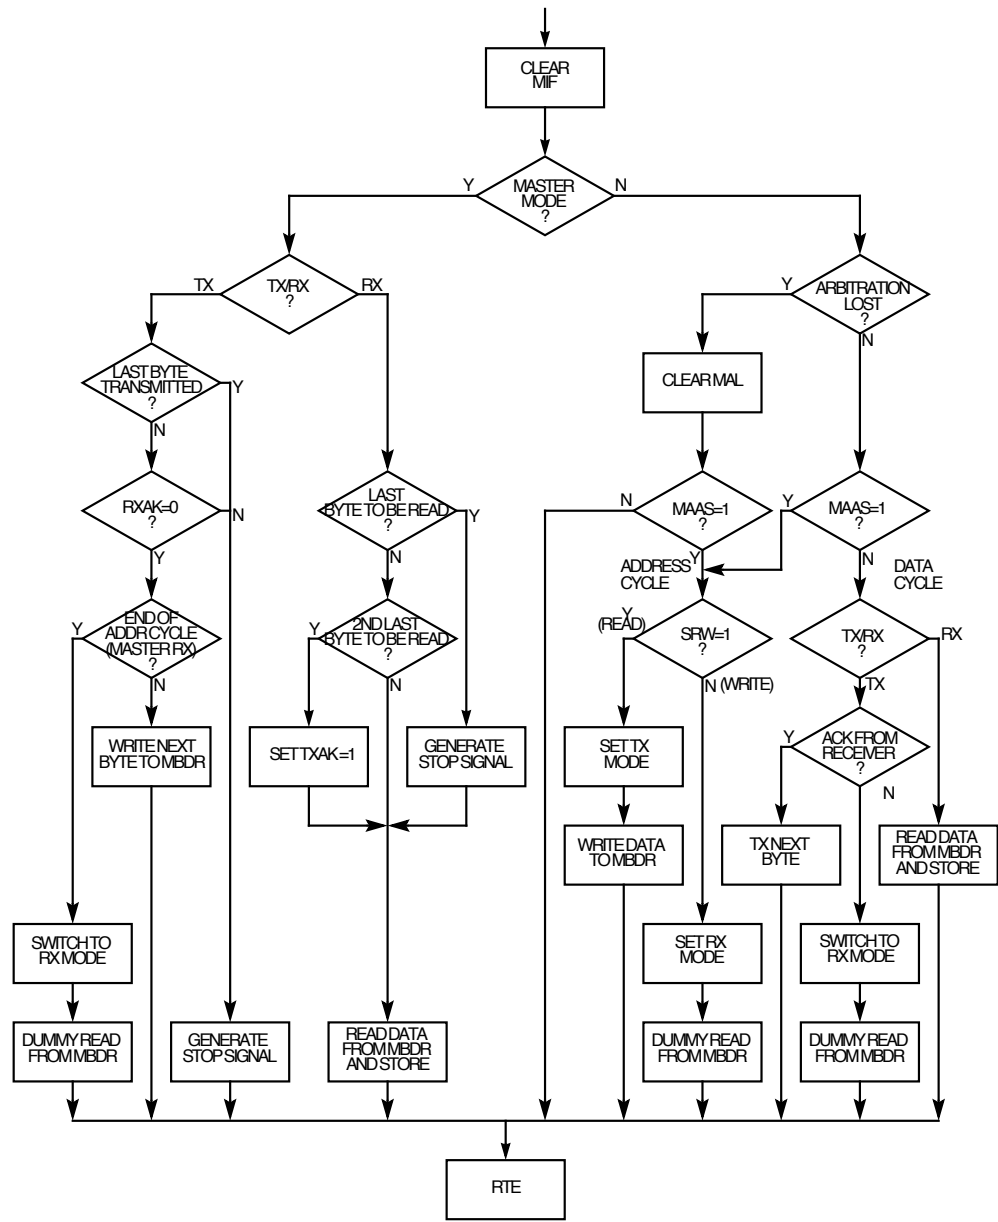 CLEAR
MIF
Y
MASTER
MODE
?
N
TX
TX/RX
?
RX
Y
ARBITRATION
LOST
?
N
LAST BYTE
TRANSMITTED
?
Y
N
CLEAR MAL
RXAK=0
?
N
Y
LAST
BYTE TO BE READ
?
Y
N
N
MAAS=1
?
Y
Y
MAAS=1
?
N
ADDRESS
CYCLE
DATA
CYCLE
Y
END OF
ADDR CYCLE
(MASTER RX)
?
N
Y
2ND LAST
BYTE TO BE READ
?
N
Y
(READ)
SRW=1
?
N (WRITE)
TX/RX
?
RX
TX
WRITE NEXT
BYTE TO MBDR
SET TXAK =1
GENERATE
STOP SIGNAL
SET TX
MODE
Y
ACK FROM
RECEIVER
?
N
WRITE DATA
TO MBDR
TX NEXT
BYTE
READ DATA
FROM MBDR
AND STORE
SWITCH TO
RX MODE
SET RX
MODE
SWITCH TO
RX MODE
DUMMY READ
FROM MBDR
GENERATE
STOP SIGNAL
READ DATA
FROM MBDR
AND STORE
DUMMY READ
FROM MBDR
DUMMY READ
FROM MBDR
RTE